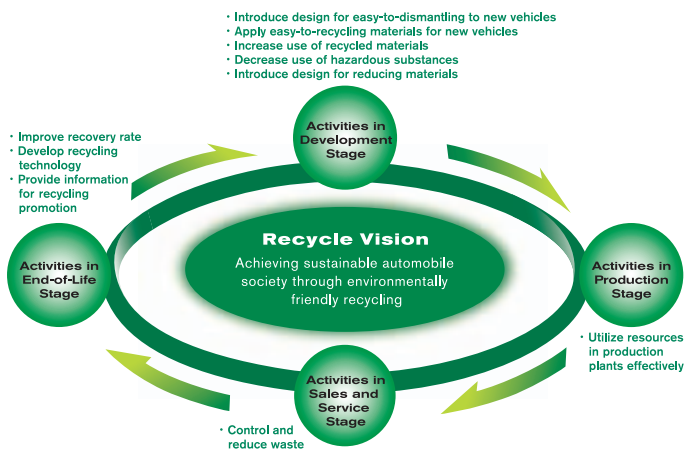 · Introduce design for easy-to-dismantling to new vehicles
· Apply easy-to-recycling materials for new vehicles
· Increase use of recycled materials
· Decrease use of hazardous substances
· Introduce design for reducing materials
Activities in
Development
Stage
· Improve recovery rate
· Develop recycling
technology
· Provide information
for recycling
promotion
Recycle Vision
Achieving sustainable automobile
society through environmentally
friendly recycling
Activities in
End-of-Life
Stage
Activities in
Production
Stage
· Utilize resources
in production
plants effectively
Activities in
Sales and
Service
Stage
· Control and
reduce waste